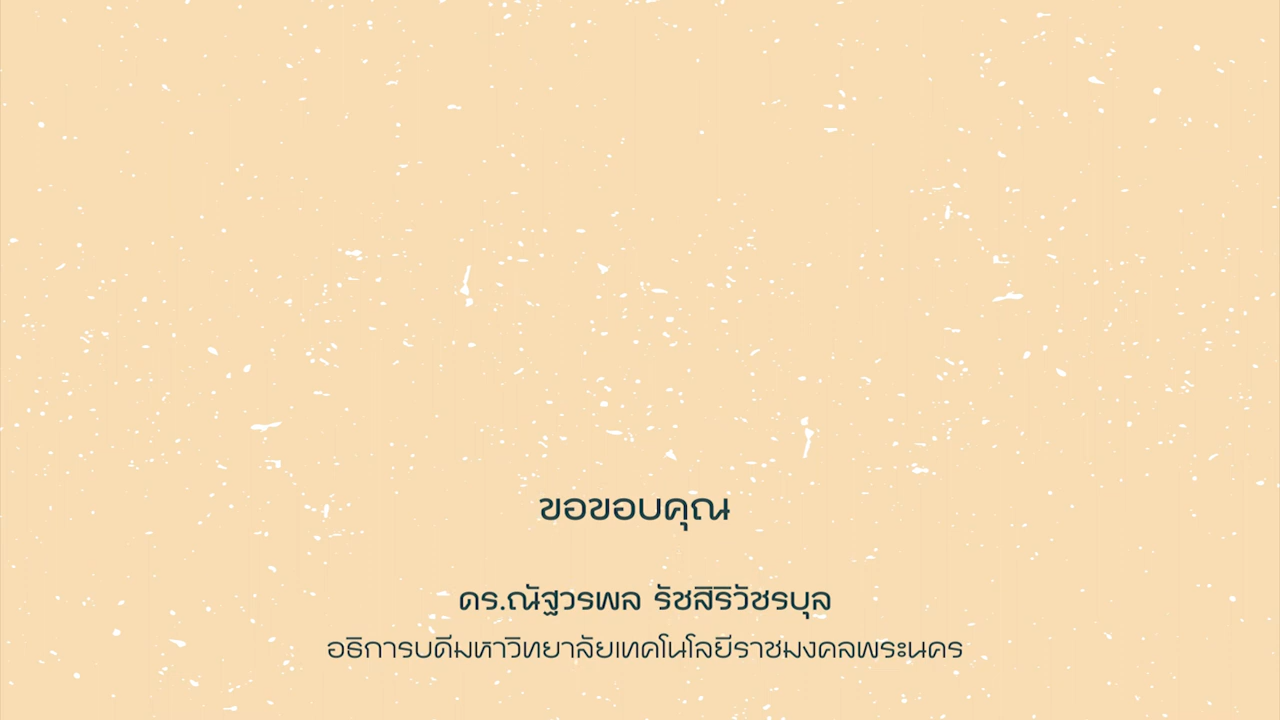 ขอขอบคุณ
ดร.ณัฐวรพล รัชสิริวัชรบุล
อธิการบดีมหาวิทยาลัยเทคโนโลยีราชมงคลพระนคร